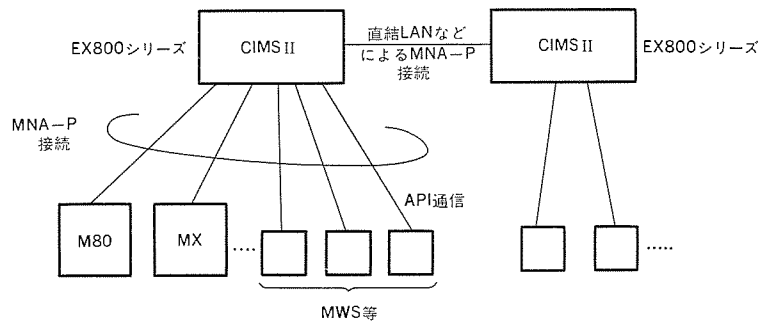 EX800シリーズ
CIMS II
直結LANなど
によるMNA-P
接続
CIMS II
EX800シリーズ
MNA-P
接続
API通信
M80
MX
....
.....
MWS等